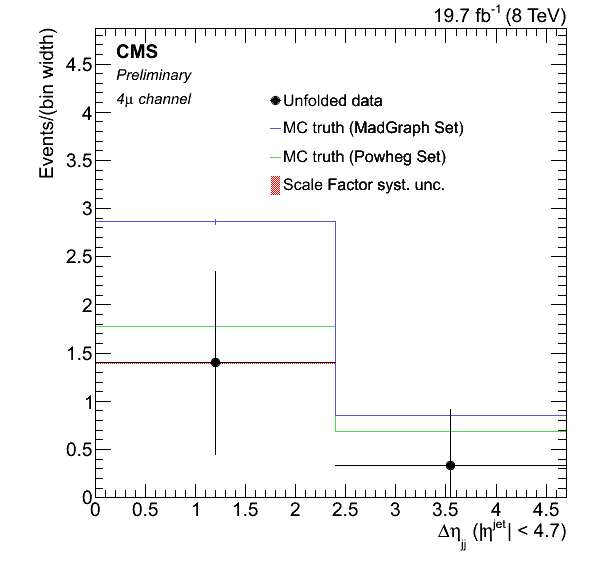 19.7 fb⁻¹ (8 TeV)
CMS
Preliminary
4μ channel
Unfolded data
MC truth (MadGraph Set)
MC truth (Powheg Set)
Scale Factor syst. unc.
Events/(bin width)
4.5
4
3.5
3
2.5
2
1.5
1
0.5
0
0 0.5 1 1.5 2 2.5 3 3.5 4 4.5
Δη_jj (|η^jet| < 4.7)